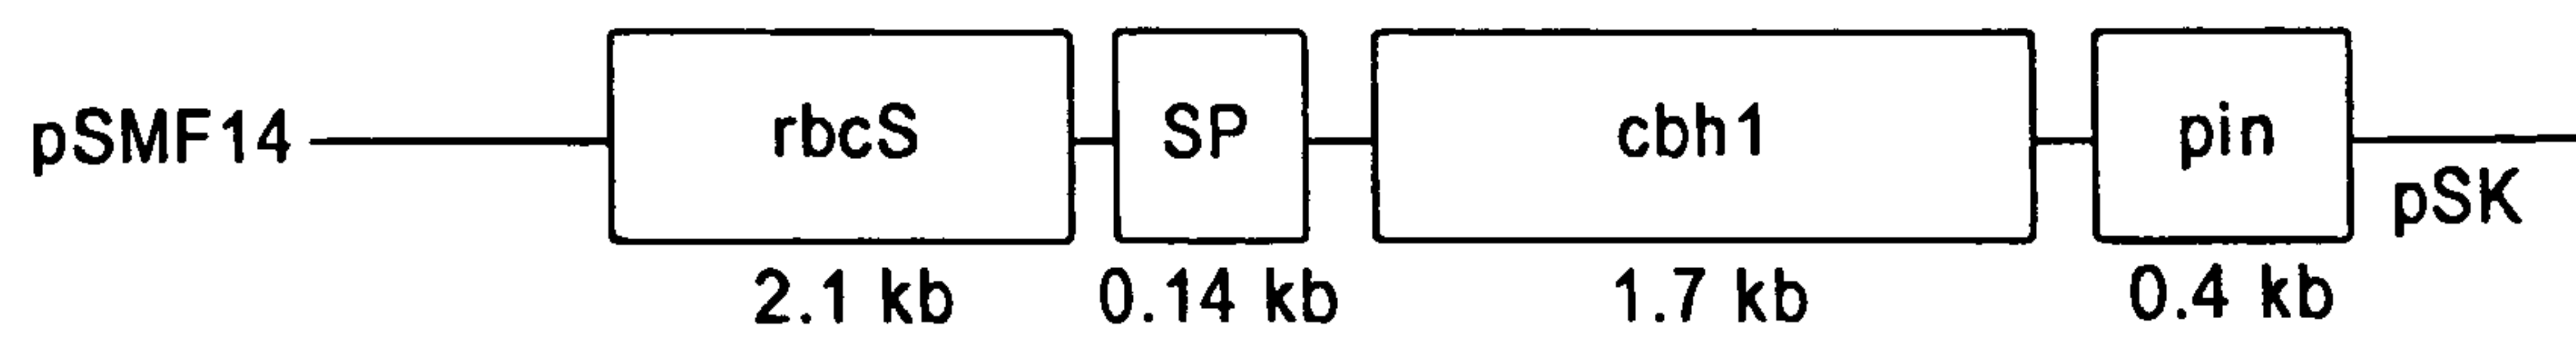 pSMF14 rbcS SP cbh1 pin
pSK
2.1 kb 0.14 kb 1.7 kb 0.4 kb